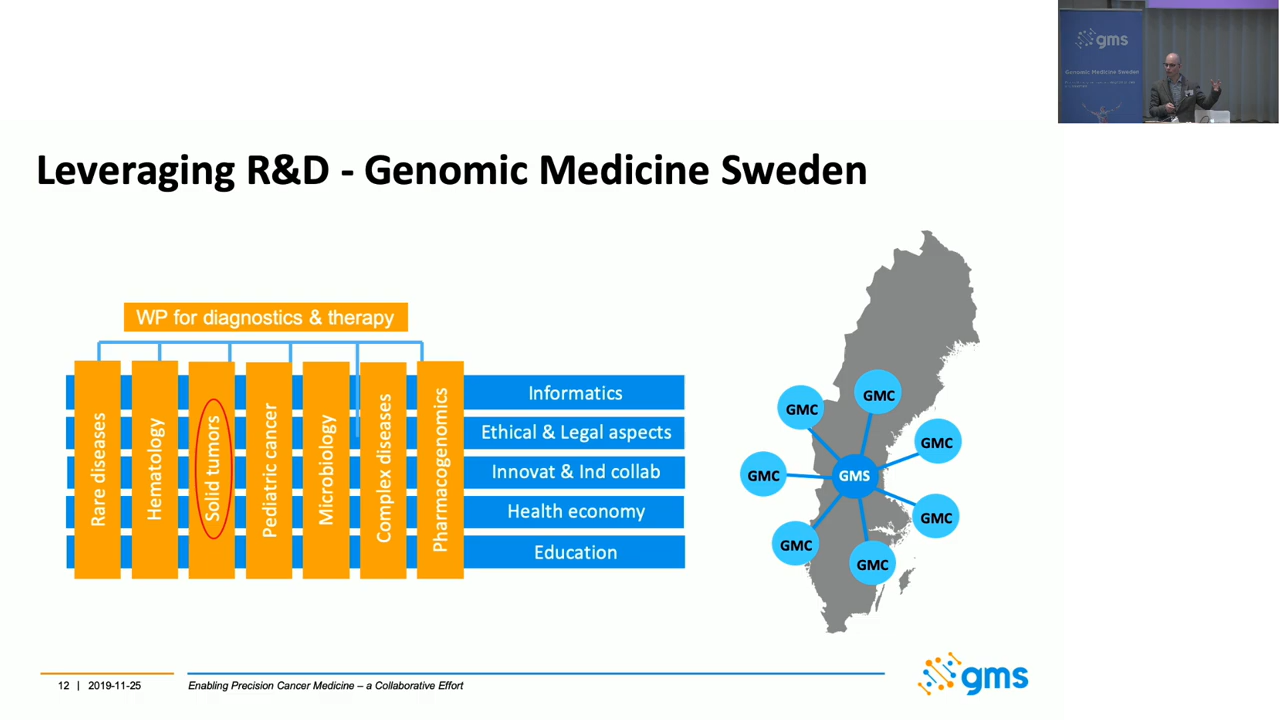 gms
Genomic Medicine Sweden
Leveraging R&D - Genomic Medicine Sweden
WP for diagnostics & therapy
Rare diseases
Hematology
Solid tumors
Pediatric cancer
Microbiology
Complex diseases
Pharmacogenomics
Informatics
Ethical & Legal aspects
Innovat & Ind collab
Health economy
Education
GMC
GMC
GMC
GMC
GMS
GMC
GMC
GMC
12 | 2019-11-25
Enabling Precision Cancer Medicine – a Collaborative Effort
gms